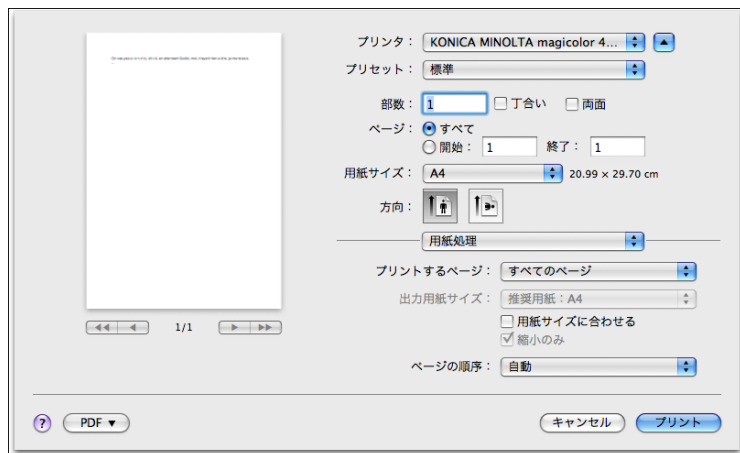 プリンタ： KONICA MINOLTA magicolor 4...
プリセット： 標準
部数： 1 丁合い 両面
ページ： すべて
開始： 1 終了： 1
用紙サイズ： A4 20.99 × 29.70 cm
方向：
用紙処理
プリントするページ： すべてのページ
出力用紙サイズ： 推奨用紙：A4
用紙サイズに合わせる
縮小のみ
ページの順序： 自動
1/1
? PDF ▼ キャンセル プリント